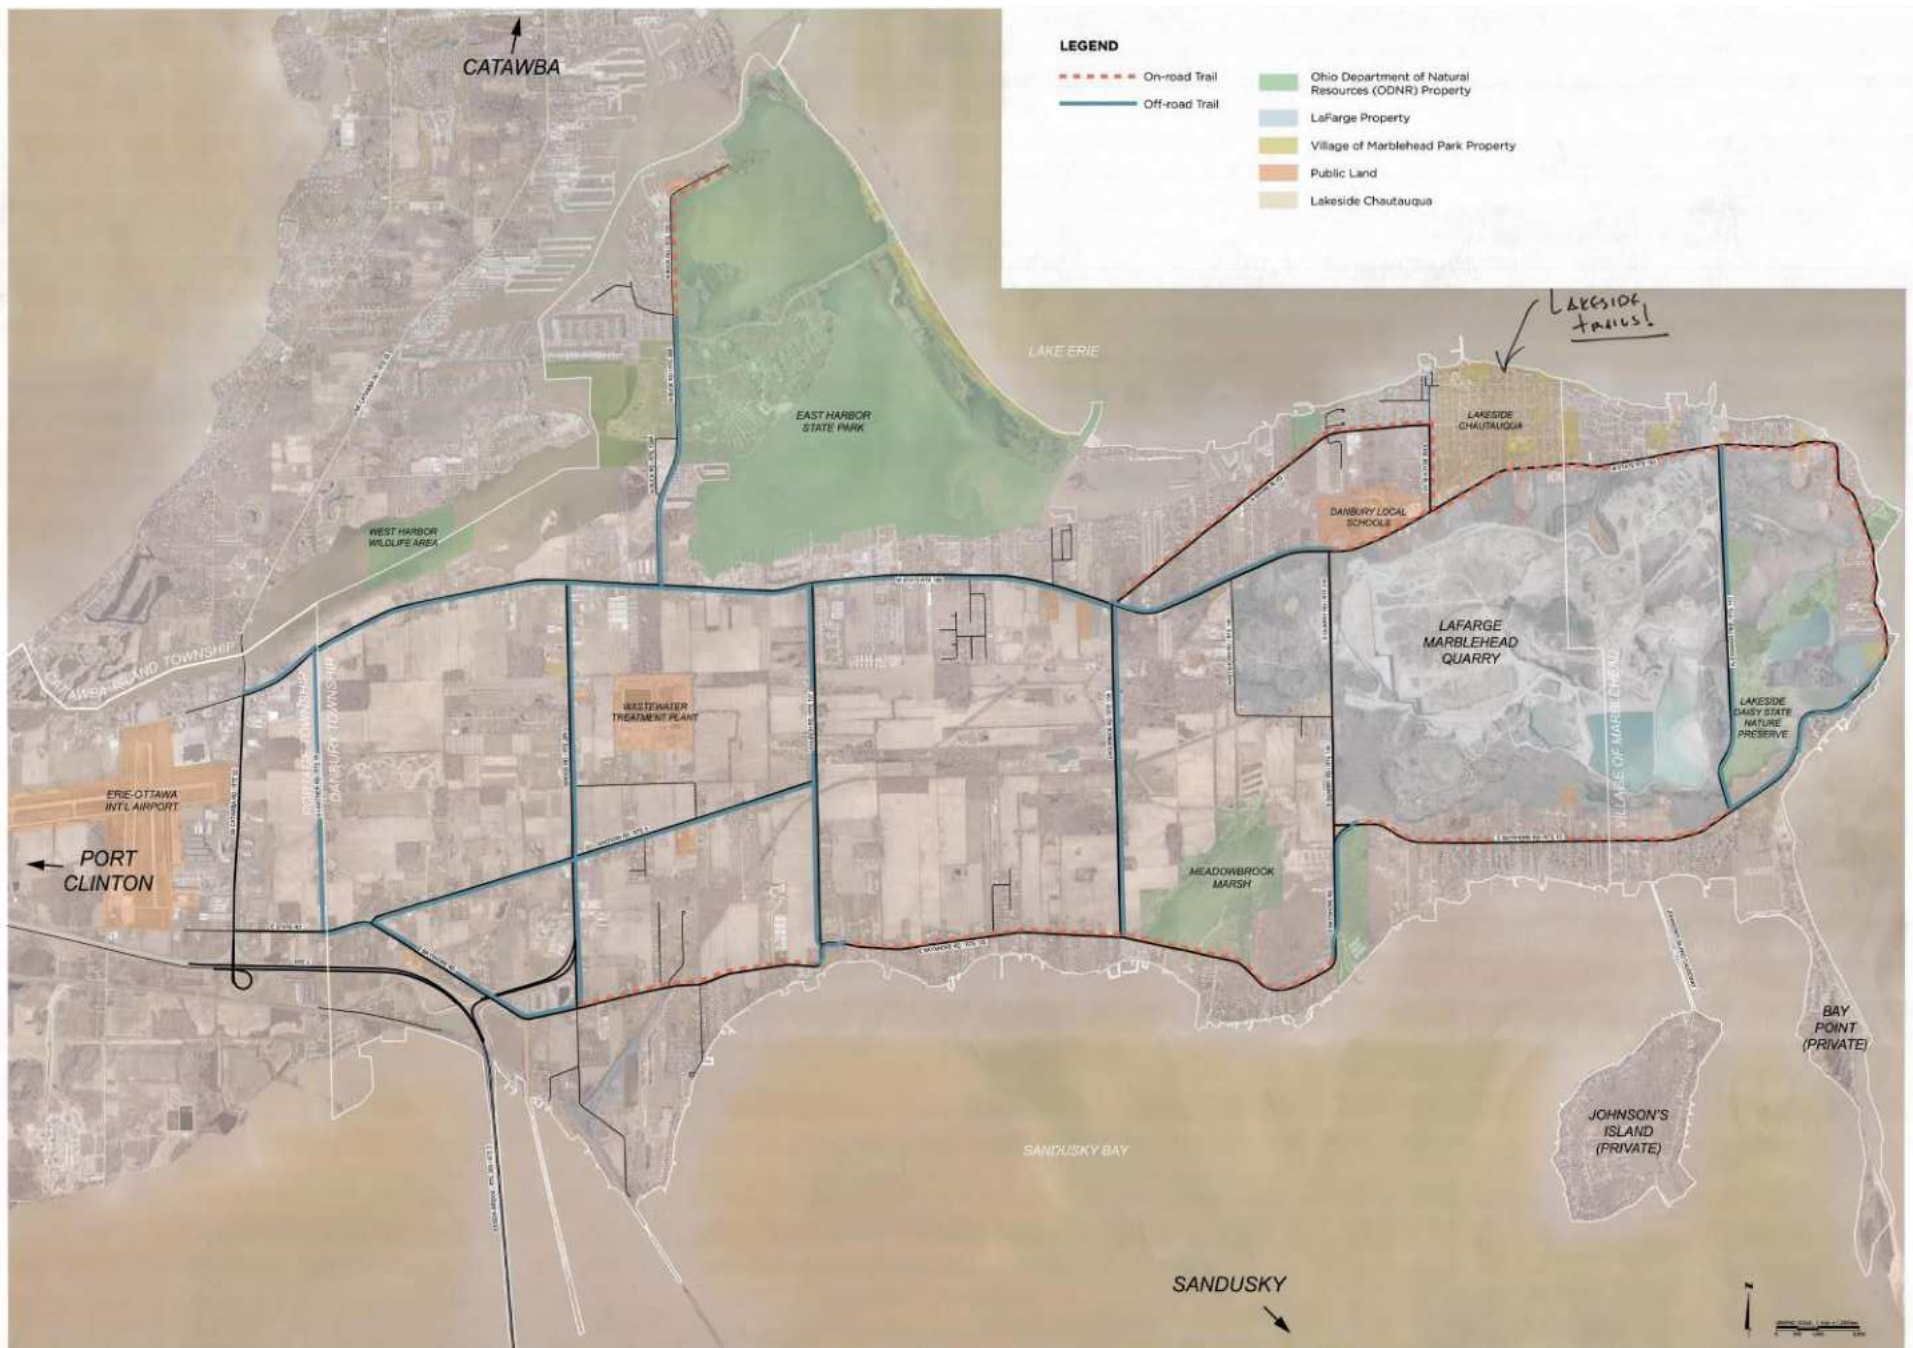 CATAWBA
LEGEND
On-road Trail
Off-road Trail
Ohio Department of Natural
Resources (ODNR) Property
LaFarge Property
Village of Marblehead Park Property
Public Land
Lakeside Chautauqua
LAKESIDE
TRAILS!
LAKE ERIE
EAST HARBOR
STATE PARK
LAKESIDE
CHAUTAUQUA
WEST HARBOR
WILDLIFE AREA
DANBURY LOCAL
SCHOOLS
CATAWBA ISLAND TOWNSHIP
PORTAGE TOWNSHIP
DANBURY TOWNSHIP
LAFARGE
MARBLEHEAD
QUARRY
VILLAGE OF MARBLEHEAD
WASTEWATER
TREATMENT PLANT
LAKESIDE
DAISY STATE
NATURE
PRESERVE
ERIE-OTTAWA
INT'L AIRPORT
PORT
CLINTON
MEADOWBROOK
MARSH
BAY
POINT
(PRIVATE)
JOHNSON'S
ISLAND
(PRIVATE)
SANDUSKY BAY
SANDUSKY
N